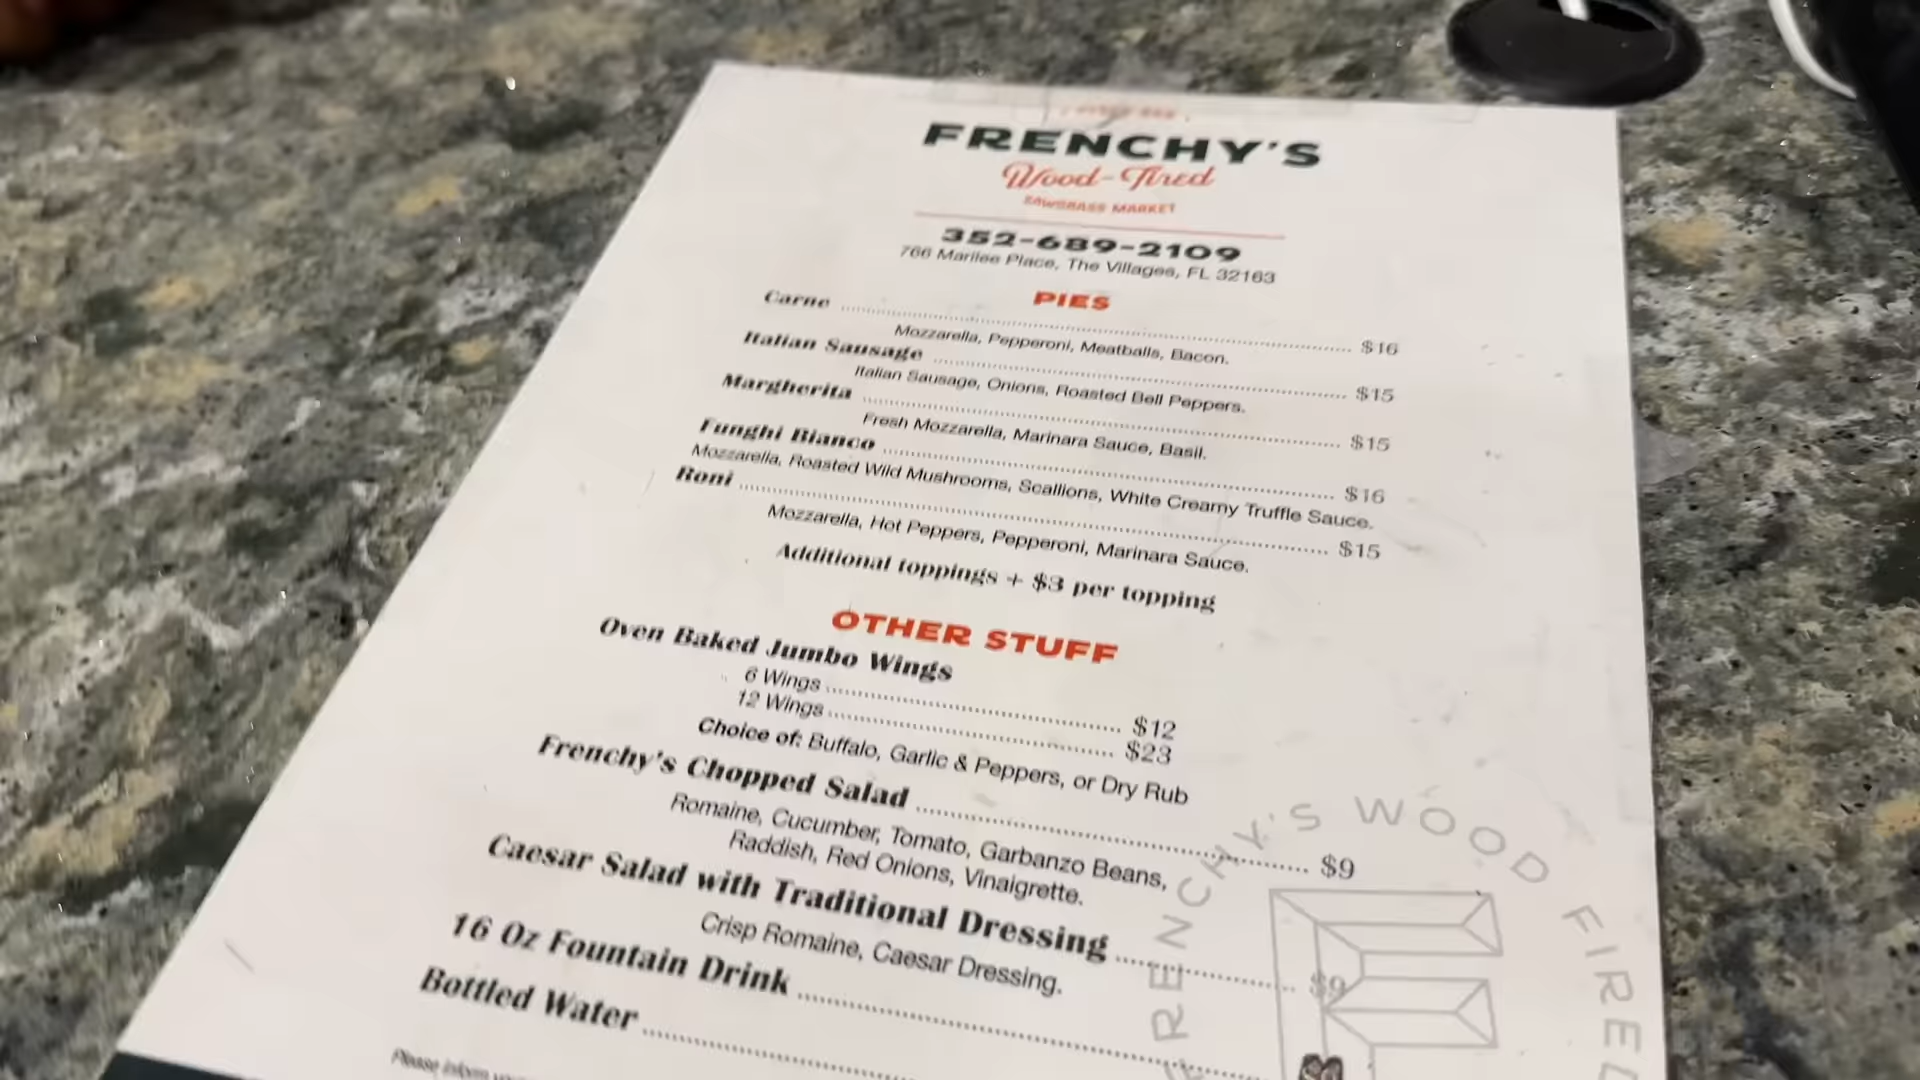 FRENCHY'S
Wood-Fired
SAWGRASS MARKET
352-689-2109
766 Marilee Place, The Villages, FL 32163
PIES
Carne ........ $16
Mozzarella, Pepperoni, Meatballs, Bacon.
Italian Sausage ........ $15
Italian Sausage, Onions, Roasted Bell Peppers.
Margherita ........ $15
Fresh Mozzarella, Marinara Sauce, Basil.
Funghi Bianco ........ $16
Mozzarella, Roasted Wild Mushrooms, Scallions, White Creamy Truffle Sauce.
Roni ........ $15
Mozzarella, Hot Peppers, Pepperoni, Marinara Sauce.
Additional toppings + $3 per topping
OTHER STUFF
Oven Baked Jumbo Wings
6 Wings ........ $12
12 Wings ........ $23
Choice of: Buffalo, Garlic & Peppers, or Dry Rub
Frenchy's Chopped Salad ........ $9
Romaine, Cucumber, Tomato, Garbanzo Beans,
Raddish, Red Onions, Vinaigrette.
Caesar Salad with Traditional Dressing ........ $9
Crisp Romaine, Caesar Dressing.
16 Oz Fountain Drink ........
Bottled Water ........
Please inform
FRENCHY'S WOOD FIRED